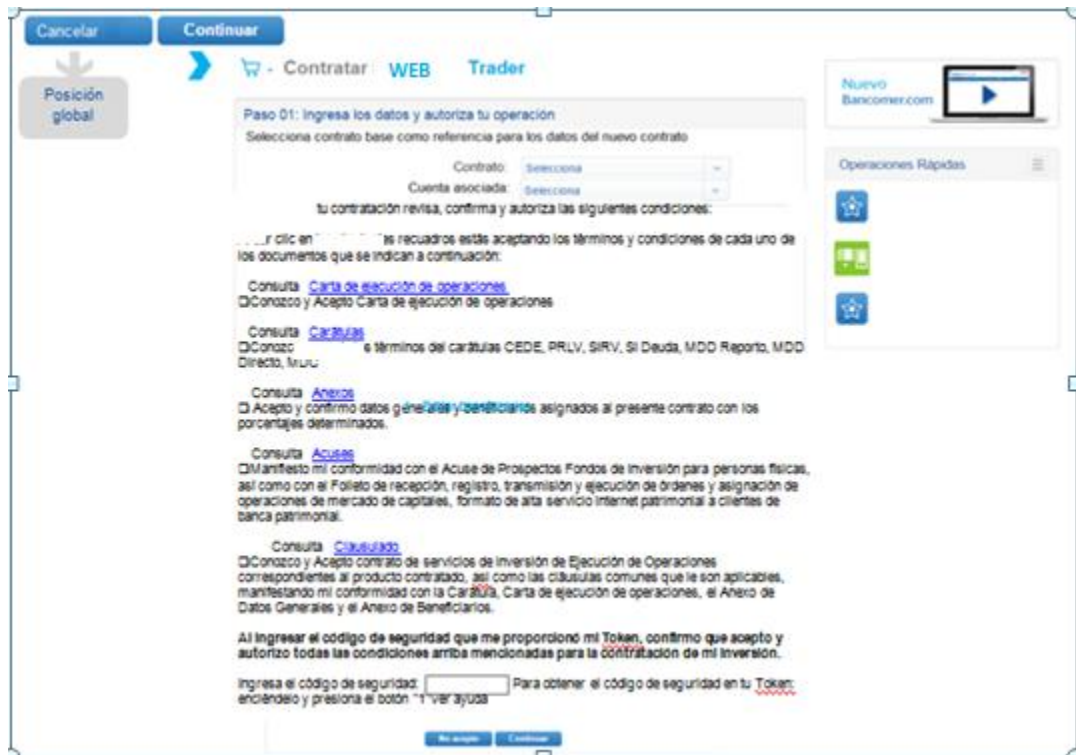 Cancelar
Continuar
Posición
global
Contratar WEB Trader
Paso 01: Ingresa los datos y autoriza tu operación
Selecciona contrato base como referencia para los datos del nuevo contrato
Contrato: Selecciona
Cuenta asociada: Selecciona
tu contratación revisa, confirma y autoriza las siguientes condiciones:
r clic en es recuadros estás aceptando los términos y condiciones de cada uno de
los documentos que se indican a continuación:
Consulta Carta de ejecución de operaciones
Conozco y Acepto Carta de ejecución de operaciones
Consulta Carátulas
Conozc s términos del carátulas CEDE, PRLV, SIRV, SI Deuda, MDD Reporto, MDD
Directo, MDC
Consulta Anexos
Acepto y confirmo datos generales y beneficiarios asignados al presente contrato con los
porcentajes determinados.
Consulta Acuses
Manifiesto mi conformidad con el Acuse de Prospectos Fondos de Inversión para personas físicas,
así como con el Folleto de recepción, registro, transmisión y ejecución de órdenes y asignación de
operaciones de mercado de capitales, formato de alta servicio Internet patrimonial a clientes de
banca patrimonial.
Consulta Clausulado
Conozco y Acepto contrato de servicios de Inversión de Ejecución de Operaciones
correspondientes al producto contratado, así como las cláusulas comunes que le son aplicables,
manifestando mi conformidad con la Carátula, Carta de ejecución de operaciones, el Anexo de
Datos Generales y el Anexo de Beneficiarios.
Al ingresar el código de seguridad que me proporcionó mi Token, confirmo que acepto y
autorizo todas las condiciones arriba mencionadas para la contratación de mi inversión.
Ingresa el código de seguridad: Para obtener el código de seguridad en tu Token:
enciéndelo y presiona el botón "1" Ver ayuda
No acepto
Continuar
Nuevo
Bancomer.com
Operaciones Rápidas